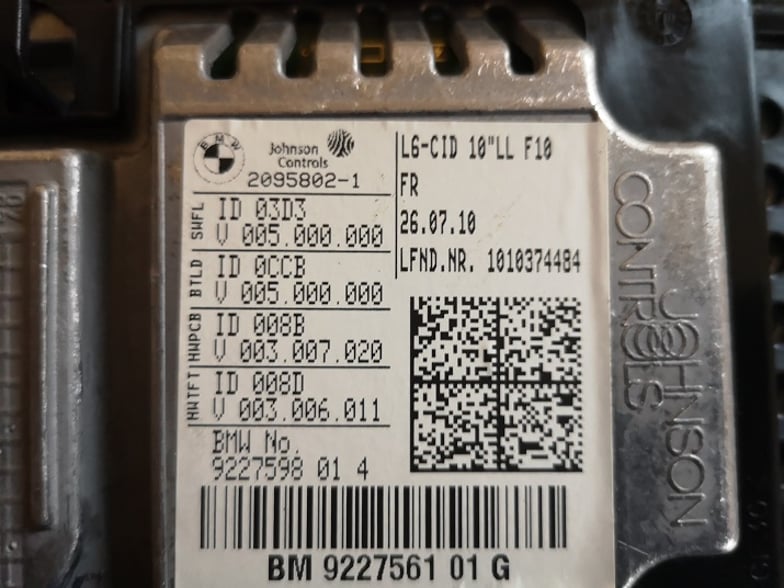 BMW
Johnson
Controls
2095802-1
SWFL
ID 03D3
V 005.000.000
BTLD
ID 0CCB
V 005.000.000
HWPCB
ID 008B
V 003.007.020
HWTFT
ID 008D
V 003.006.011
BMW No.
9227598 01 4
L6-CID 10"LL F10
FR
26.07.10
LFND.NR. 1010374484
BM 9227561 01 G
JOHNSON
CONTROLS